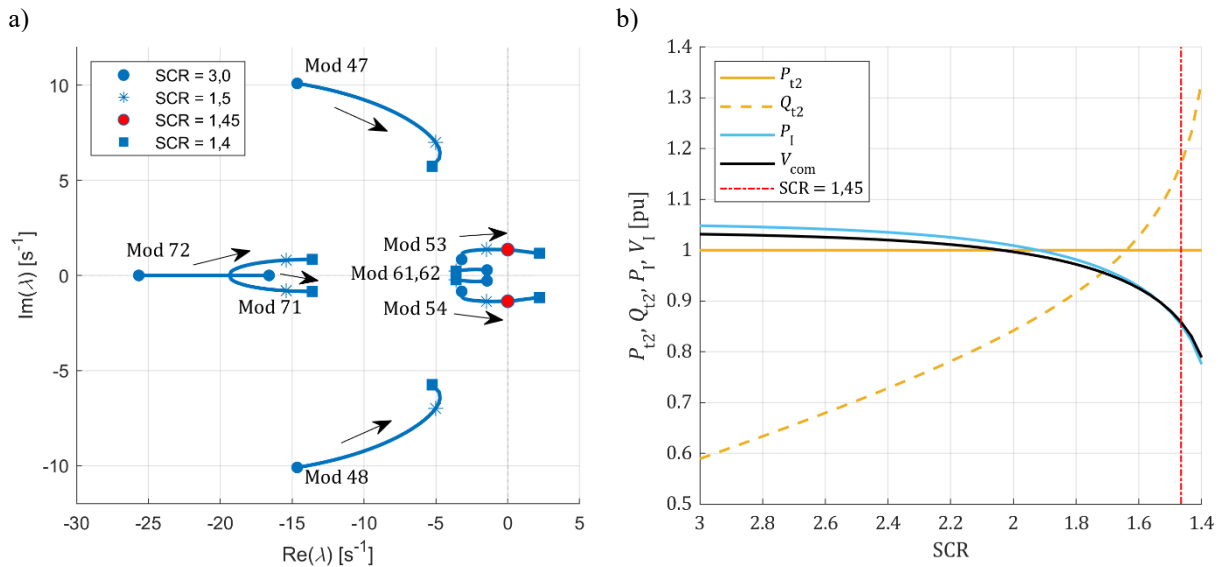 a)
Mod 47
SCR = 3,0
SCR = 1,5
SCR = 1,45
SCR = 1,4
10
5
0
-5
-10
Im(λ) [s⁻¹]
Mod 72
Mod 71
Mod 53
Mod 61,62
Mod 54
Mod 48
-30 -25 -20 -15 -10 -5 0 5
Re(λ) [s⁻¹]
b)
P_t2
Q_t2
P_I
V_com
SCR = 1,45
1.4
1.3
1.2
1.1
1
0.9
0.8
0.7
0.6
0.5
P_t2, Q_t2, P_I, V_I [pu]
3 2.8 2.6 2.4 2.2 2 1.8 1.6 1.4
SCR